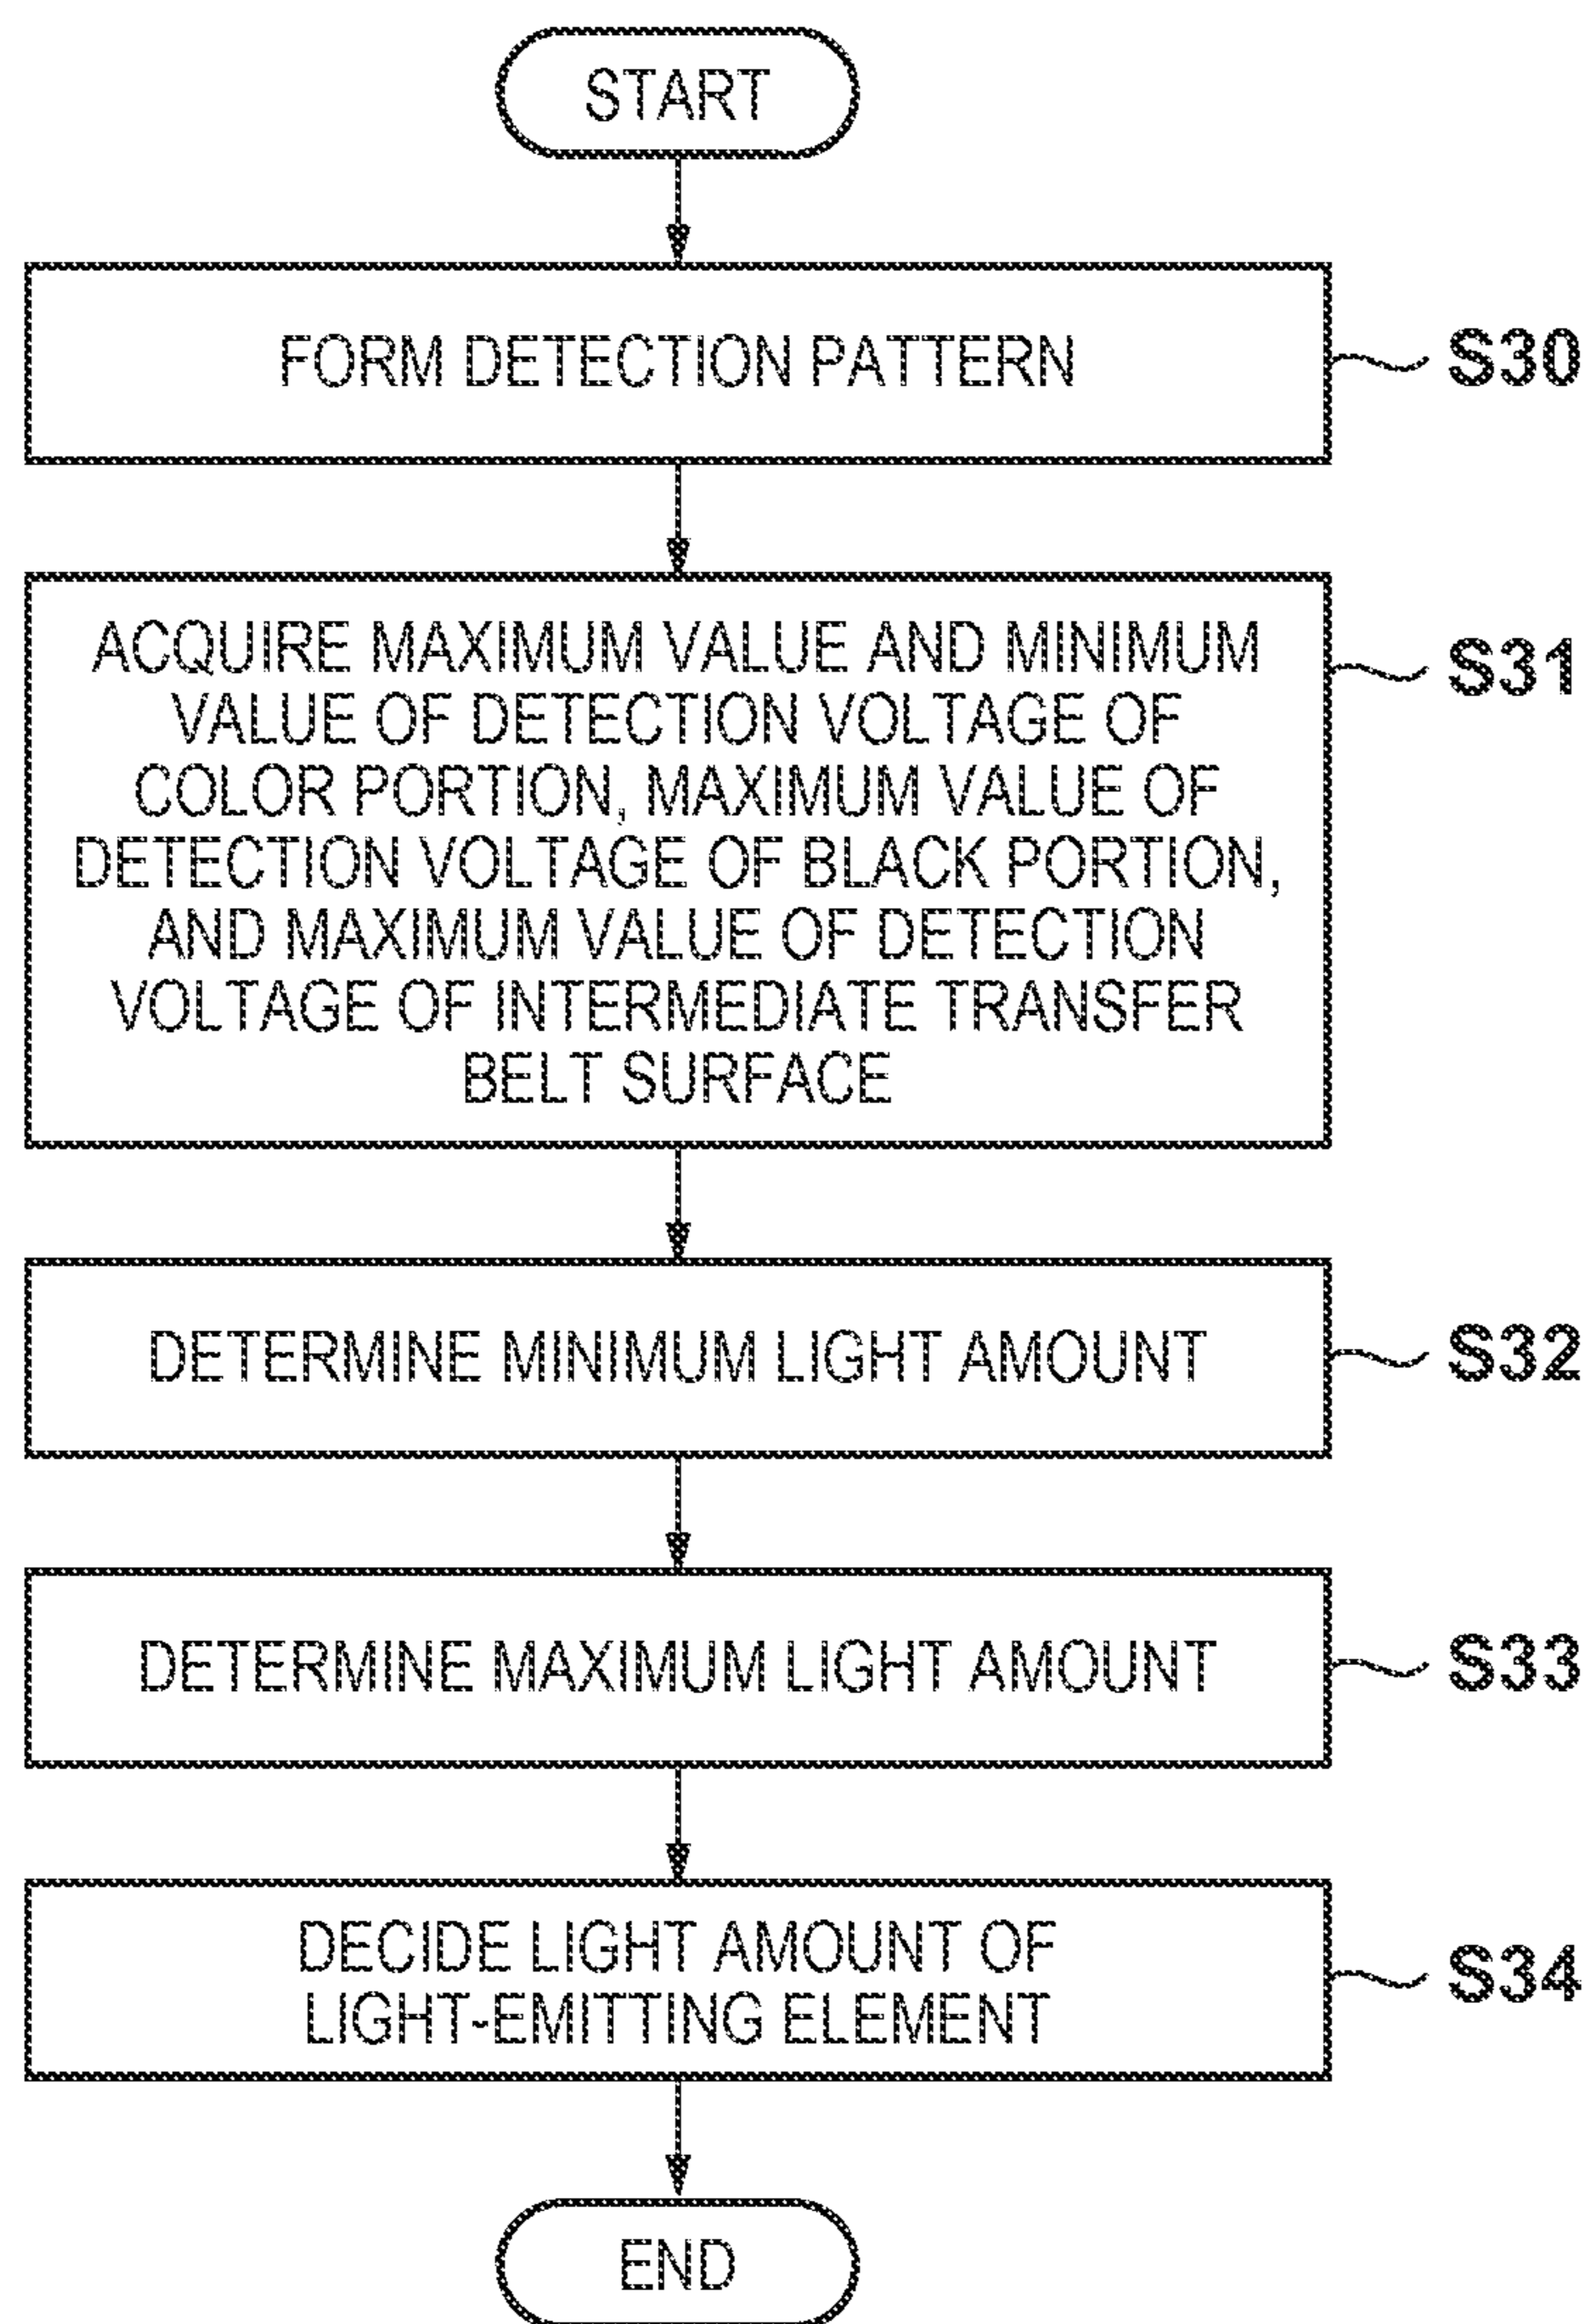 START
FORM DETECTION PATTERN
S30
ACQUIRE MAXIMUM VALUE AND MINIMUM
VALUE OF DETECTION VOLTAGE OF
COLOR PORTION, MAXIMUM VALUE OF
DETECTION VOLTAGE OF BLACK PORTION,
AND MAXIMUM VALUE OF DETECTION
VOLTAGE OF INTERMEDIATE TRANSFER
BELT SURFACE
S31
DETERMINE MINIMUM LIGHT AMOUNT
S32
DETERMINE MAXIMUM LIGHT AMOUNT
S33
DECIDE LIGHT AMOUNT OF
LIGHT-EMITTING ELEMENT
S34
END